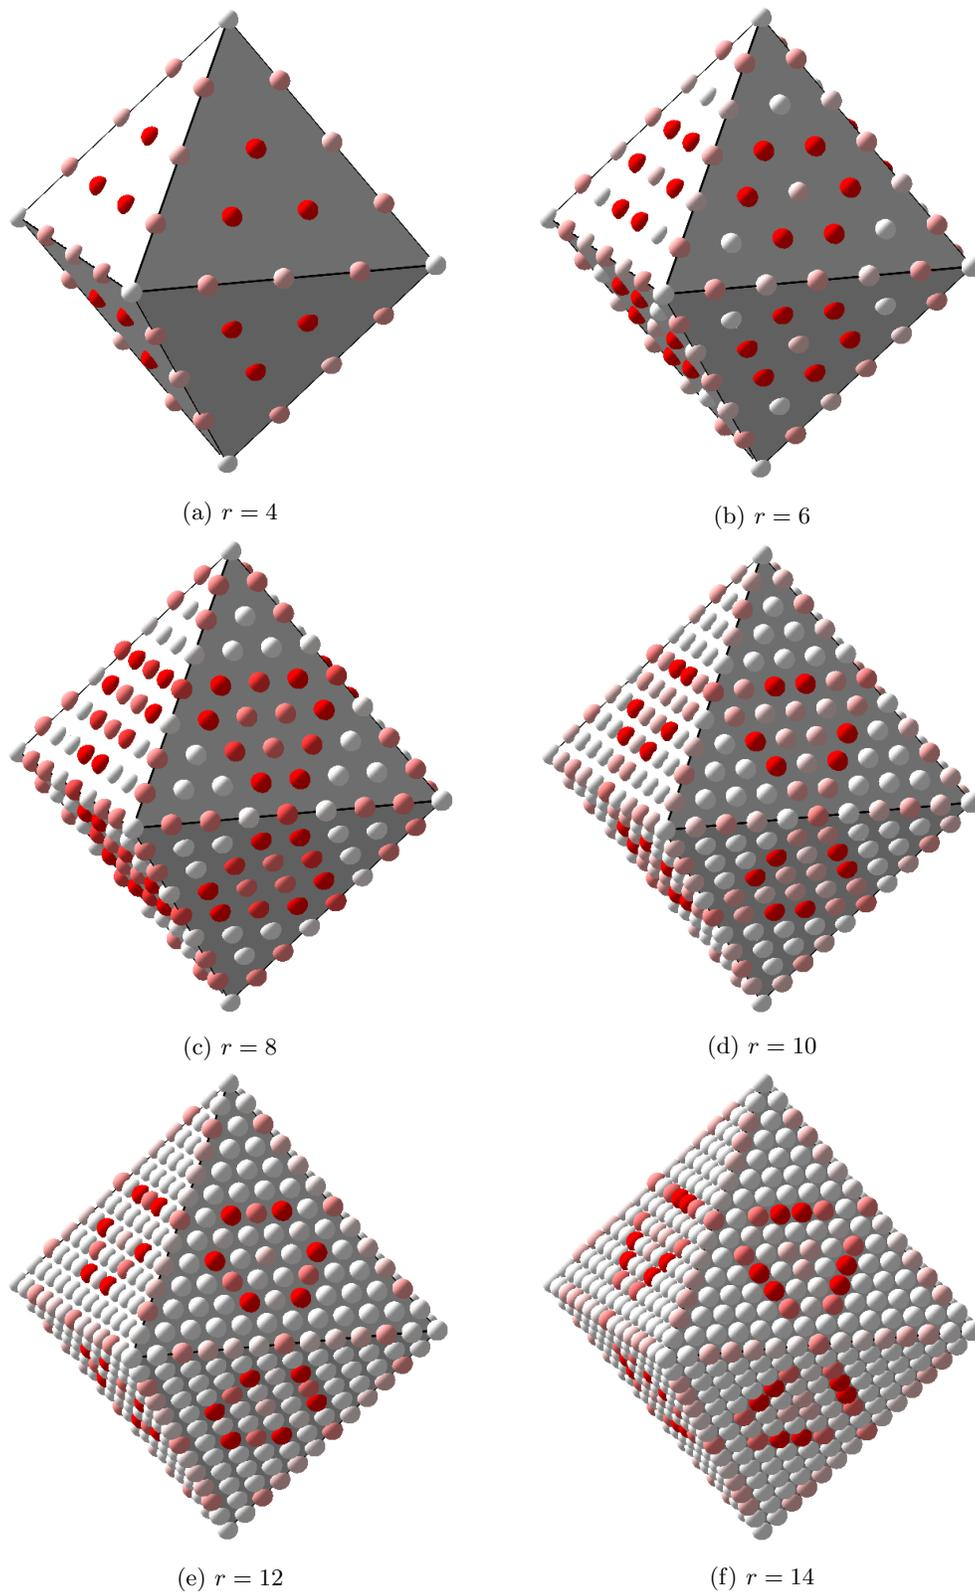 (a) r = 4
(b) r = 6
(c) r = 8
(d) r = 10
(e) r = 12
(f) r = 14